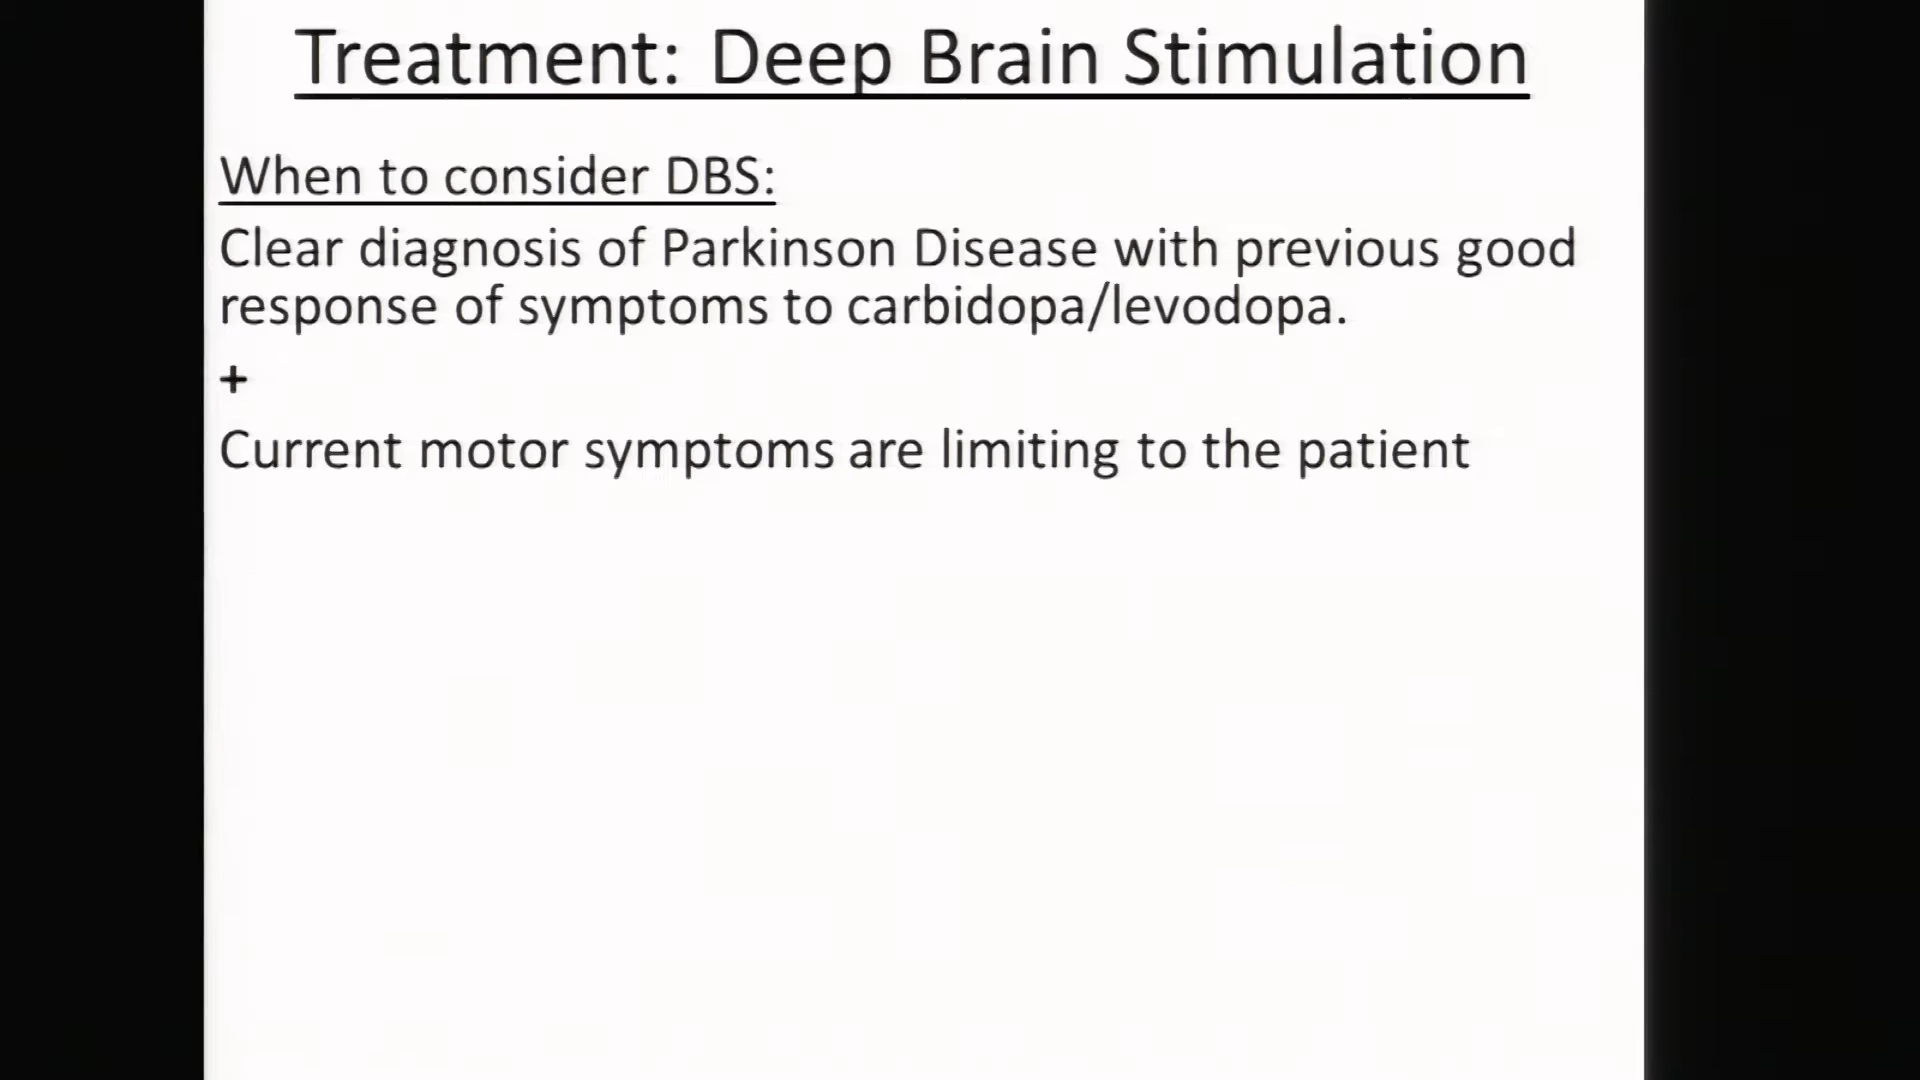 Treatment: Deep Brain Stimulation
When to consider DBS:
Clear diagnosis of Parkinson Disease with previous good
response of symptoms to carbidopa/levodopa.
+
Current motor symptoms are limiting to the patient